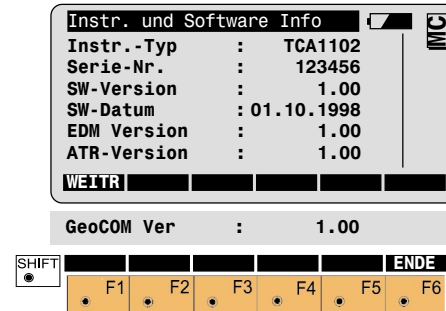 Instr. und Software Info
MC
Instr.-Typ : TCA1102
Serie-Nr. : 123456
SW-Version : 1.00
SW-Datum : 01.10.1998
EDM Version : 1.00
ATR-Version : 1.00
WEITR
GeoCOM Ver : 1.00
SHIFT ENDE
F1 F2 F3 F4 F5 F6